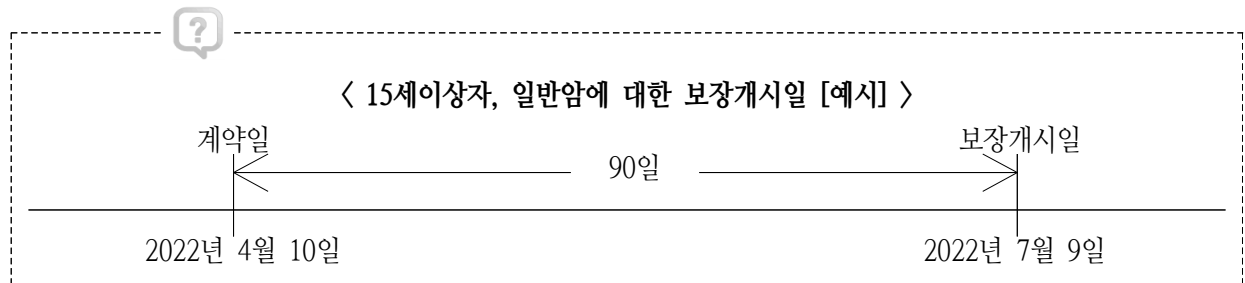 ?
〈 15세이상자, 일반암에 대한 보장개시일 [예시] 〉
계약일 보장개시일
90일
2022년 4월 10일 2022년 7월 9일